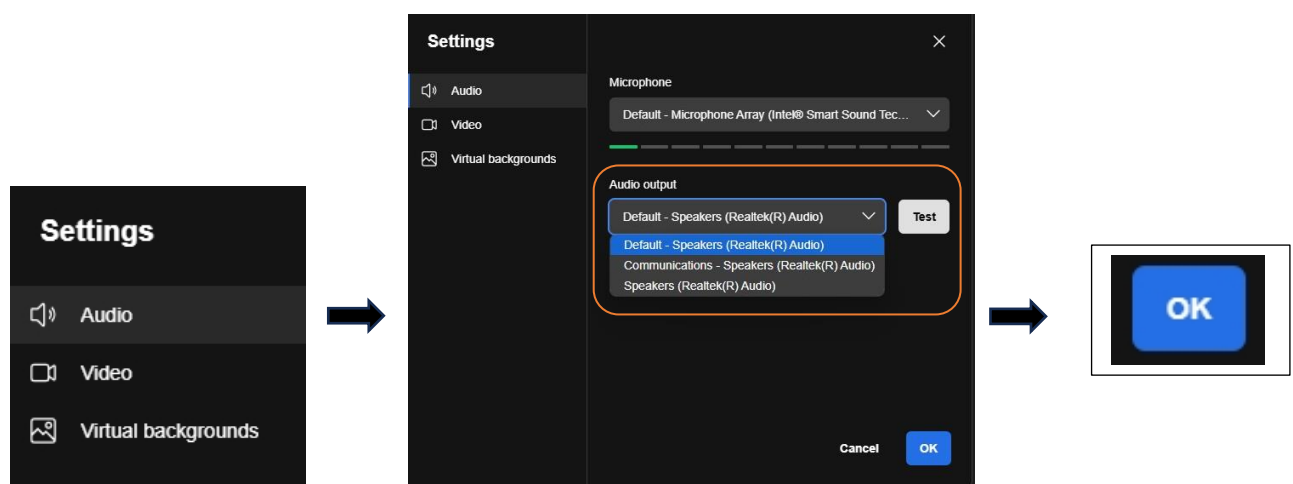 Settings
Audio
Video
Virtual backgrounds
Settings
Audio
Video
Virtual backgrounds
Microphone
Default - Microphone Array (Intel® Smart Sound Tec...
Audio output
Default - Speakers (Realtek(R) Audio)
Test
Default - Speakers (Realtek(R) Audio)
Communications - Speakers (Realtek(R) Audio)
Speakers (Realtek(R) Audio)
Cancel
OK
OK